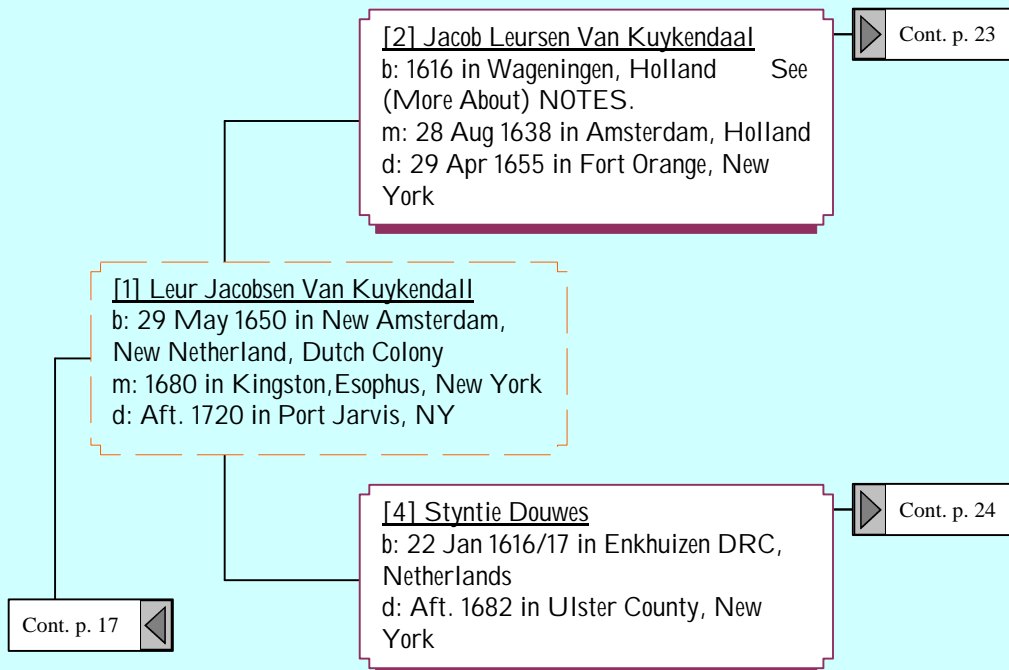 [2] Jacob Leursen Van Kuykendaal
b: 1616 in Wageningen, Holland See
(More About) NOTES.
m: 28 Aug 1638 in Amsterdam, Holland
d: 29 Apr 1655 in Fort Orange, New
York
Cont. p. 23
[1] Leur Jacobsen Van Kuykendall
b: 29 May 1650 in New Amsterdam,
New Netherland, Dutch Colony
m: 1680 in Kingston,Esophus, New York
d: Aft. 1720 in Port Jarvis, NY
[4] Styntie Douwes
b: 22 Jan 1616/17 in Enkhuizen DRC,
Netherlands
d: Aft. 1682 in Ulster County, New
York
Cont. p. 24
Cont. p. 17